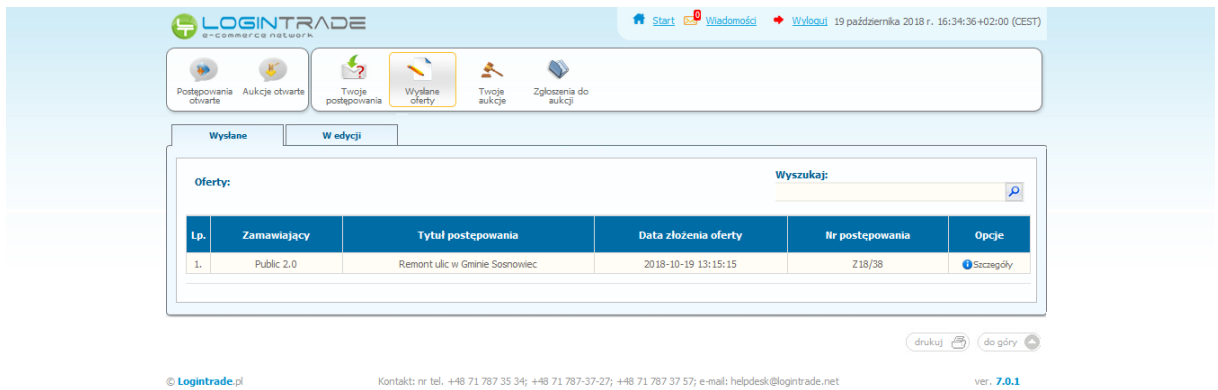 LOGINTRADE
e-commerce network
Start 0 Wiadomości Wyloguj 19 października 2018 r. 16:34:36+02:00 (CEST)
Postępowania otwarte
Aukcje otwarte
Twoje postępowania
Wysłane oferty
Twoje aukcje
Zgłoszenia do aukcji
Wysłane W edycji
Oferty: Wyszukaj:
Lp. Zamawiający Tytuł postępowania Data złożenia oferty Nr postępowania Opcje
1. Public 2.0 Remont ulic w Gminie Sosnowiec 2018-10-19 13:15:15 Z18/38 Szczegóły
drukuj do góry
© Logintrade.pl Kontakt: nr tel. +48 71 787 35 34; +48 71 787-37-27; +48 71 787 37 57; e-mail: helpdesk@logintrade.net ver. 7.0.1